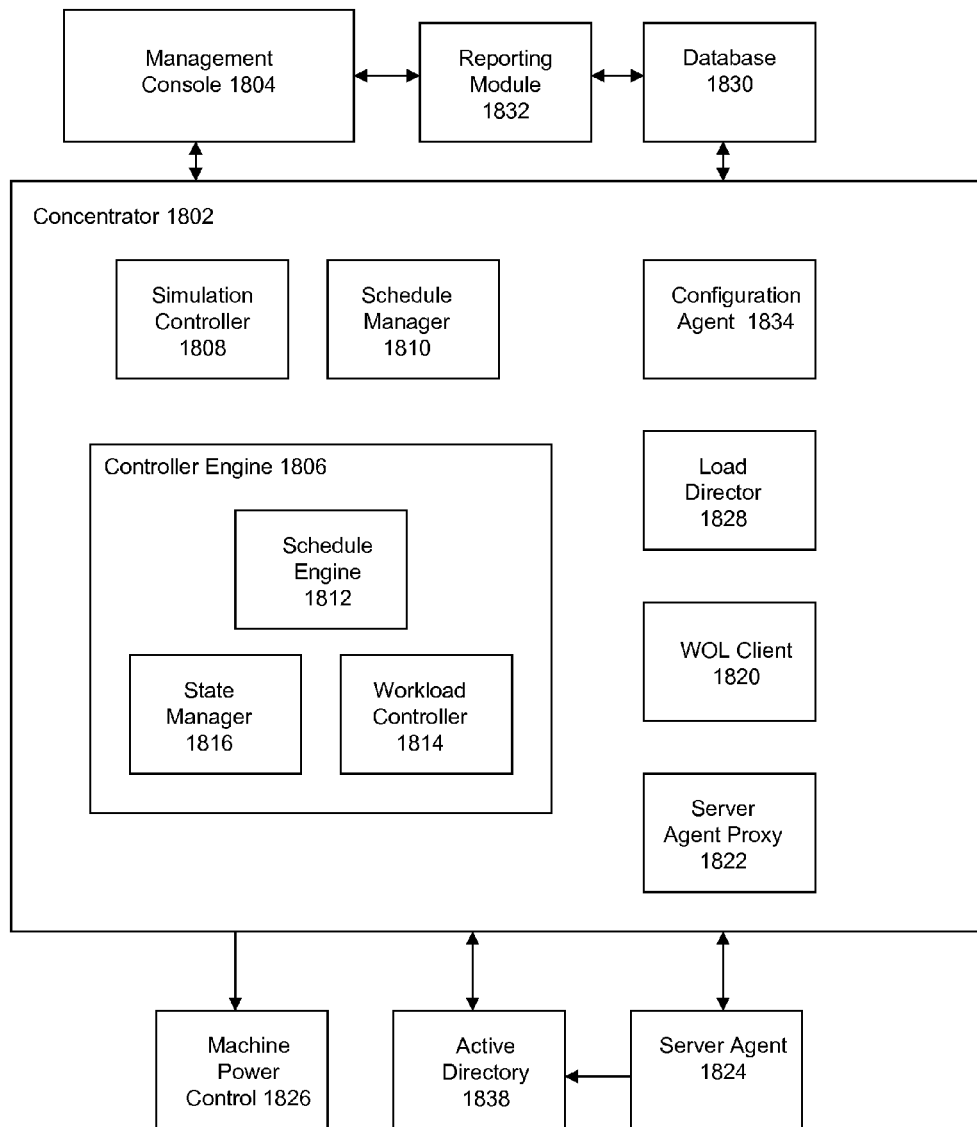 Management
Console 1804
Reporting
Module
1832
Database
1830
Concentrator 1802
Simulation
Controller
1808
Schedule
Manager
1810
Configuration
Agent 1834
Controller Engine 1806
Schedule
Engine
1812
State
Manager
1816
Workload
Controller
1814
Load
Director
1828
WOL Client
1820
Server
Agent Proxy
1822
Machine
Power
Control 1826
Active
Directory
1838
Server Agent
1824